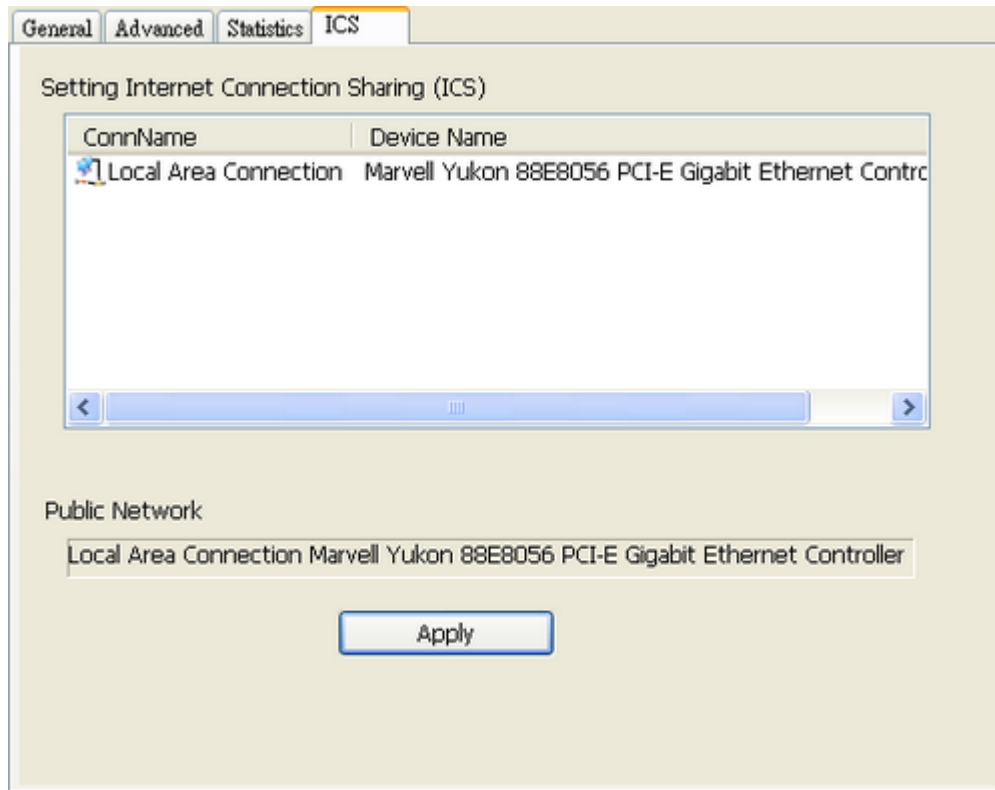 General Advanced Statistics ICS
Setting Internet Connection Sharing (ICS)
ConnName Device Name
Local Area Connection Marvell Yukon 88E8056 PCI-E Gigabit Ethernet Contrc
Public Network
Local Area Connection Marvell Yukon 88E8056 PCI-E Gigabit Ethernet Controller
Apply